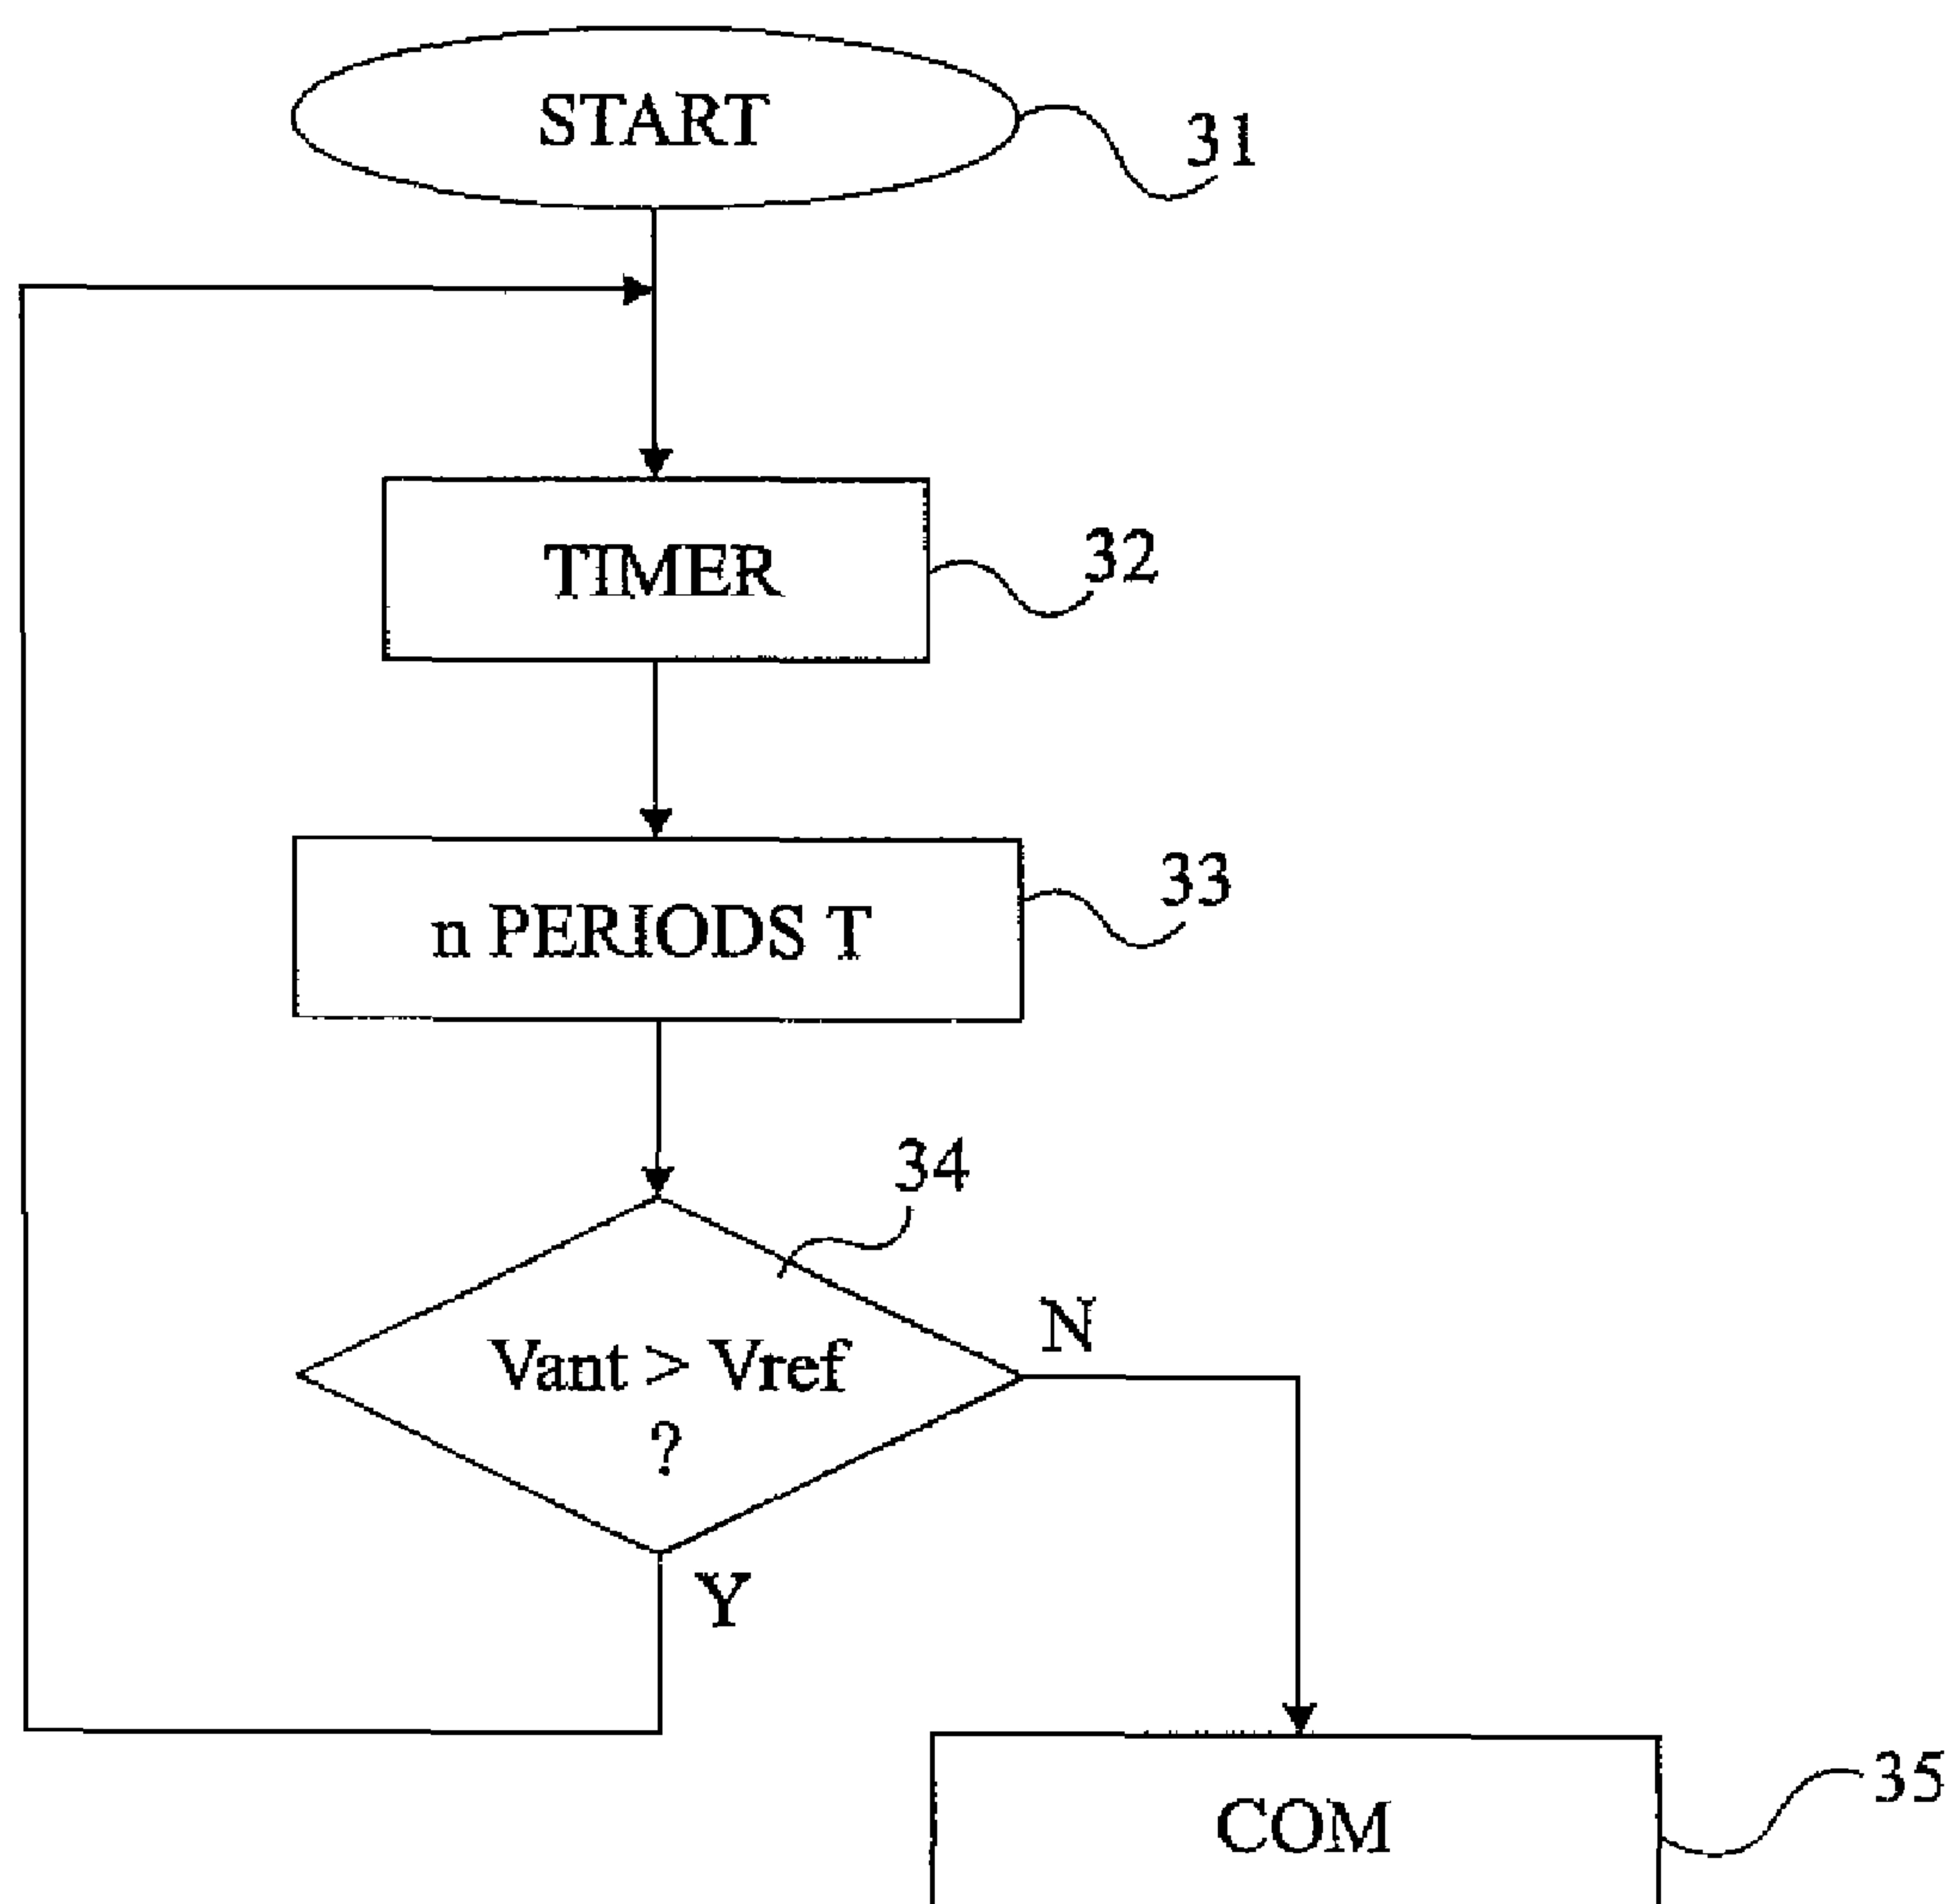 START
31
TIMER
32
n PERIODS T
33
34
Vant > Vref
?
N
Y
COM
35